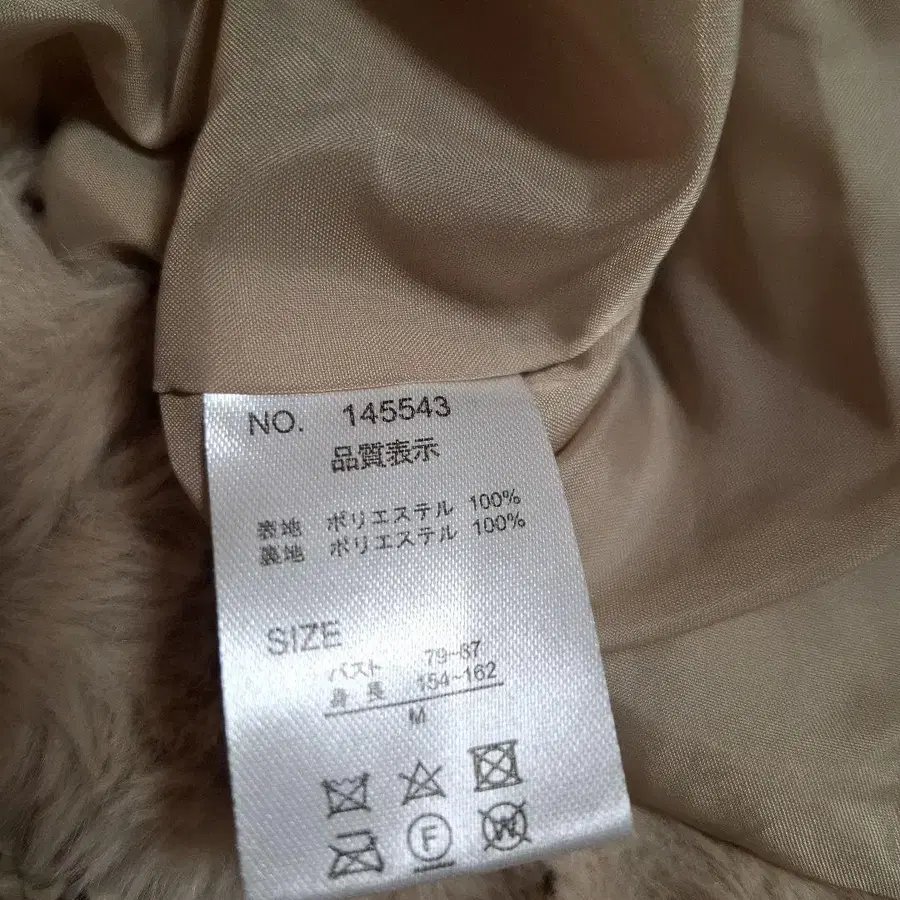 NO. 145543
品質表示
表地 ポリエステル 100%
裏地 ポリエステル 100%
SIZE
バスト 79~87
身長 154~162
M
F
W